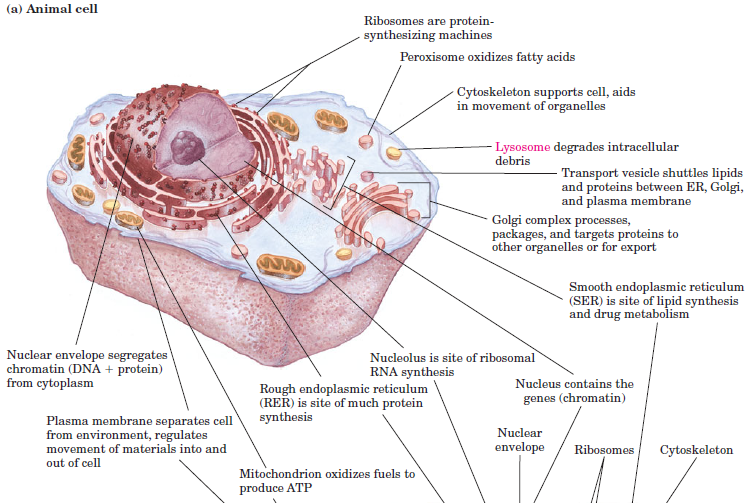 (a) Animal cell
Ribosomes are protein-
synthesizing machines
Peroxisome oxidizes fatty acids
Cytoskeleton supports cell, aids
in movement of organelles
Lysosome degrades intracellular
debris
Transport vesicle shuttles lipids
and proteins between ER, Golgi,
and plasma membrane
Golgi complex processes,
packages, and targets proteins to
other organelles or for export
Smooth endoplasmic reticulum
(SER) is site of lipid synthesis
and drug metabolism
Nuclear envelope segregates
chromatin (DNA + protein)
from cytoplasm
Nucleolus is site of ribosomal
RNA synthesis
Rough endoplasmic reticulum
(RER) is site of much protein
synthesis
Nucleus contains the
genes (chromatin)
Plasma membrane separates cell
from environment, regulates
movement of materials into and
out of cell
Nuclear
envelope
Ribosomes
Cytoskeleton
Mitochondrion oxidizes fuels to
produce ATP